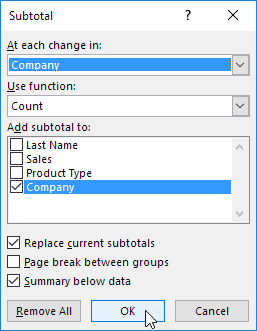 Subtotal
At each change in:
Company
Use function:
Count
Add subtotal to:
Last Name
Sales
Product Type
Company
Replace current subtotals
Page break between groups
Summary below data
Remove All OK Cancel